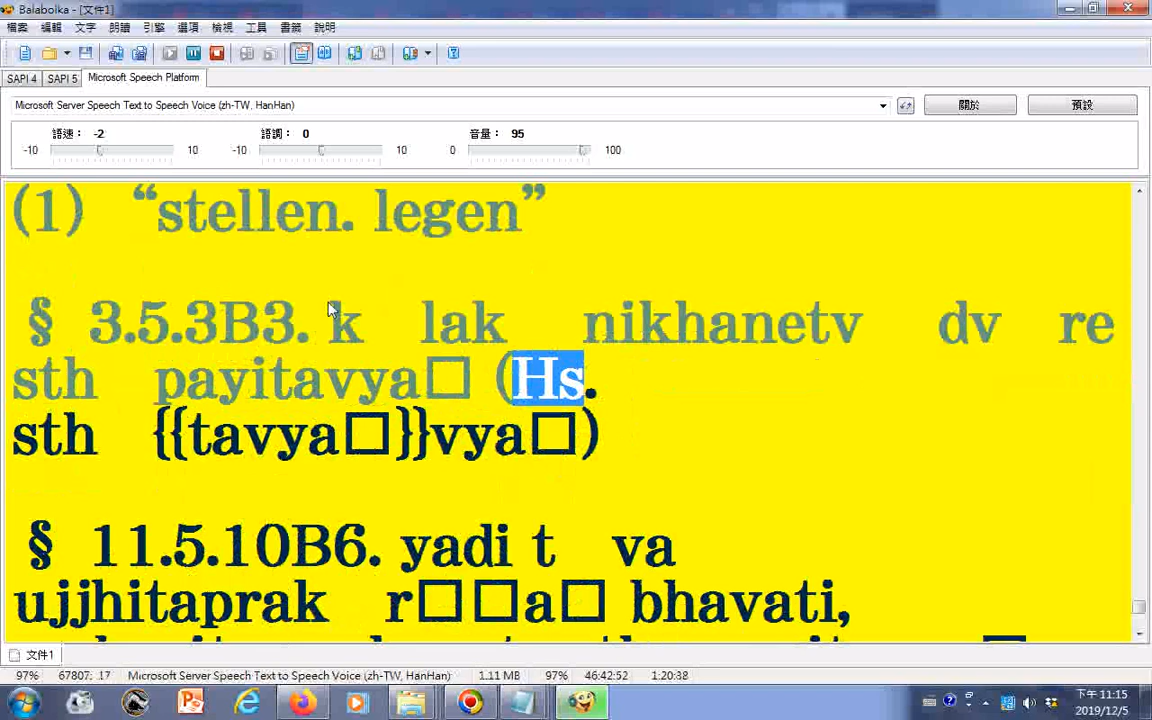 Balabolka - [文件1]
檔案 編輯 文字 朗讀 引擎 選項 檢視 工具 書籤 說明
SAPI 4 SAPI 5 Microsoft Speech Platform
Microsoft Server Speech Text to Speech Voice (zh-TW, HanHan) 關於 預設
語速： -2 語調： 0 音量： 95
-10 10 -10 10 0 100
(1) “stellen. legen”
§ 3.5.3B3. k lak nikhanetv dv re
sth payitavya□ (Hs.
sth {{tavya□}}vya□)
§ 11.5.10B6. yadi t va
ujjhitaprak r□□a□ bhavati,
文件1
97% 67807: 17 Microsoft Server Speech Text to Speech Voice (zh-TW, HanHan) 1.11 MB 97% 46:42:52 1:20:38
下午 11:15
2019/12/5